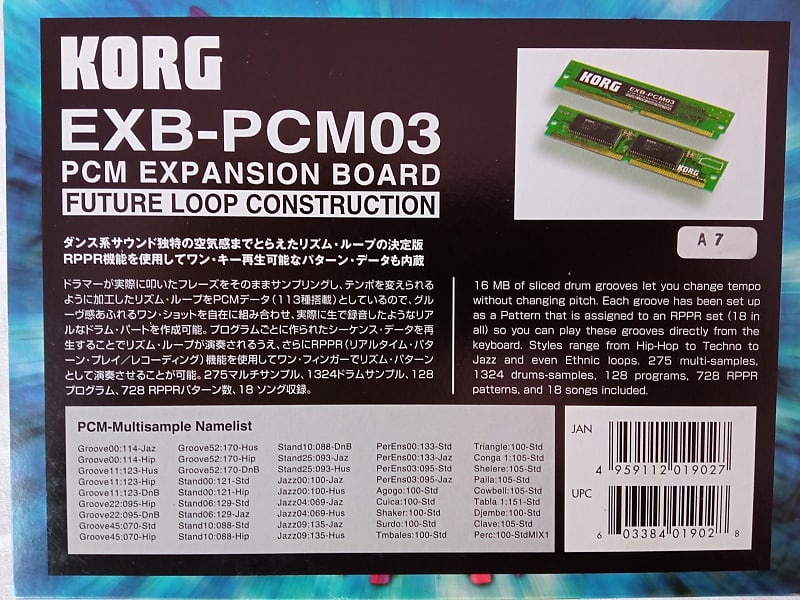 KORG
EXB-PCM03
PCM EXPANSION BOARD
FUTURE LOOP CONSTRUCTION
KORG
EXB-PCM03
KORG
A 7
ダンス系サウンド独特の空気感までとらえたリズム・ループの決定版
RPPR機能を使用してワン・キー再生可能なパターン・データも内蔵
ドラマーが実際に叩いたフレーズをそのままサンプリングし、テンポを変えられる
ように加工したリズム・ループをPCMデータ(113種搭載)としているので、グルー
ヴ感あふれるワン・ショットを自在に組み合わせ、実際に生で録音したようなリア
ルなドラム・パートを作成可能。プログラムごとに作られたシーケンス・データを再
生することでリズム・ループが演奏されるうえ、さらにRPPR(リアルタイム・パタ
ーン・プレイ/レコーディング)機能を使用してワン・フィンガーでリズム・パターン
として演奏させることが可能。275マルチサンプル、1324ドラムサンプル、128
プログラム、728 RPPRパターン数、18 ソング収録。
16 MB of sliced drum grooves let you change tempo
without changing pitch. Each groove has been set up
as a Pattern that is assigned to an RPPR set (18 in
all) so you can play these grooves directly from the
keyboard. Styles range from Hip-Hop to Techno to
Jazz and even Ethnic loops. 275 multi-samples,
1324 drums-samples, 128 programs, 728 RPPR
patterns, and 18 songs included.
PCM-Multisample Namelist
Groove00:114-Jaz
Groove00:114-Hip
Groove11:123-Hus
Groove11:123-Hip
Groove11:123-DnB
Groove22:095-Hip
Groove22:095-DnB
Groove45:070-Std
Groove45:070-Hip
Groove52:170-Hus
Groove52:170-Hip
Groove52:170-DnB
Stand00:121-Std
Stand00:121-Hip
Stand06:129-Std
Stand06:129-Jaz
Stand10:088-Std
Stand10:088-Hip
Stand10:088-DnB
Stand25:093-Jaz
Stand25:093-Hus
Jazz00:100-Jaz
Jazz00:100-Hus
Jazz04:069-Jaz
Jazz04:069-Hus
Jazz09:135-Jaz
Jazz09:135-Hus
PerEns00:133-Std
PerEns00:133-Jaz
PerEns03:095-Std
PerEns03:095-Jaz
Agogo:100-Std
Cuica:100-Std
Shaker:100-Std
Surdo:100-Std
Tmbales:100-Std
Triangle:100-Std
Conga 1:105-Std
Shelere:105-Std
Paila:105-Std
Cowbell:105-Std
Tabla 1:151-Std
Djembe:100-Std
Clave:105-Std
Perc:100-StdMIX1
JAN
4 959112 019027
UPC
6 03384 01902 8